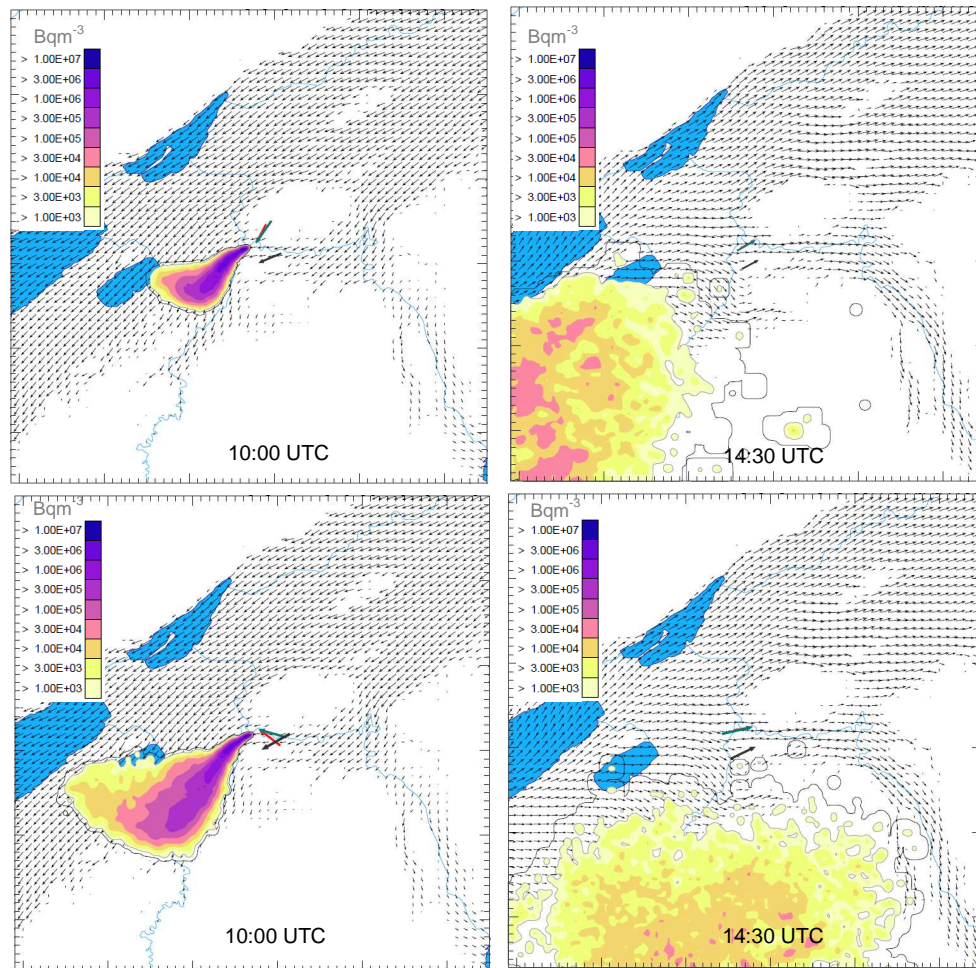 Bqm-3
> 1.00E+07
> 3.00E+06
> 1.00E+06
> 3.00E+05
> 1.00E+05
> 3.00E+04
> 1.00E+04
> 3.00E+03
> 1.00E+03
10:00 UTC
Bqm-3
> 1.00E+07
> 3.00E+06
> 1.00E+06
> 3.00E+05
> 1.00E+05
> 3.00E+04
> 1.00E+04
> 3.00E+03
> 1.00E+03
14:30 UTC
Bqm-3
> 1.00E+07
> 3.00E+06
> 1.00E+06
> 3.00E+05
> 1.00E+05
> 3.00E+04
> 1.00E+04
> 3.00E+03
> 1.00E+03
10:00 UTC
Bqm-3
> 1.00E+07
> 3.00E+06
> 1.00E+06
> 3.00E+05
> 1.00E+05
> 3.00E+04
> 1.00E+04
> 3.00E+03
> 1.00E+03
14:30 UTC